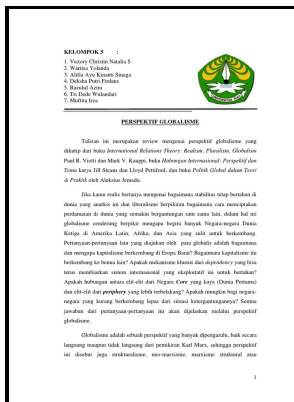 KELOMPOK 5 :
1. Victory Christin Natalia S
2. Waritsa Yolanda
3. Alifia Ayu Kinanti Sinaga
4. Deksha Putri Firdaus
5. Razulul Azmi
6. Tri Dede Wulandari
7. Muftita Izza
PERSPEKTIF GLOBALISME
Tulisan ini merupakan review mengenai perspektif globalisme yang
dikutip dari buku International Relations Theory: Realism, Pluralism, Globalism
Paul R. Viotti dan Mark V. Kauppi, buku Hubungan Internasional: Perspektif dan
Tema karya Jill Steans dan Lloyd Pettiford, dan buku Politik Global dalam Teori
& Praktik oleh Aleksius Jemadu.
Jika kaum realis bertanya mengenai bagaimana stabilitas tetap bertahan di
dunia yang anarkis ini dan liberalisme berpikiran bagaimana cara menciptakan
perdamaian di dunia yang semakin bergantungan satu sama lain, dalam hal ini
globalisme cenderung berpikir mengapa begitu banyak Negara-negara Dunia
Ketiga di Amerika Latin, Afrika, dan Asia yang sulit untuk berkembang.
Pertanyaan-pertanyaan lain yang diajukan oleh para globalis adalah bagaimana
dan mengapa kapitalisme berkembang di Eropa Barat? Bagaimana kapitalisme itu
berkembang ke benua lain? Apakah mekanisme khusus dari dependency yang bisa
terus membiarkan sistem internasional yang eksploitatif ini untuk bertahan?
Apakah hubungan antara elit-elit dari Negara Core yang kaya (Dunia Pertama)
dan elit-elit dari periphery yang lebih terbelakang? Apakah mungkin bagi negara-
negara yang kurang berkembang lepas dari situasi ketergantungannya? Semua
jawaban dari pertanyaan-pertanyaan ini akan dijelaskan melalui perspektif
globalisme.
Globalisme adalah sebuah perspektif yang banyak dipengaruhi, baik secara
langsung maupun tidak langsung dari pemikiran Karl Marx, sehingga perspektif
ini disebut juga strukturalisme, neo-marxisme, marxisme struktural atau
1